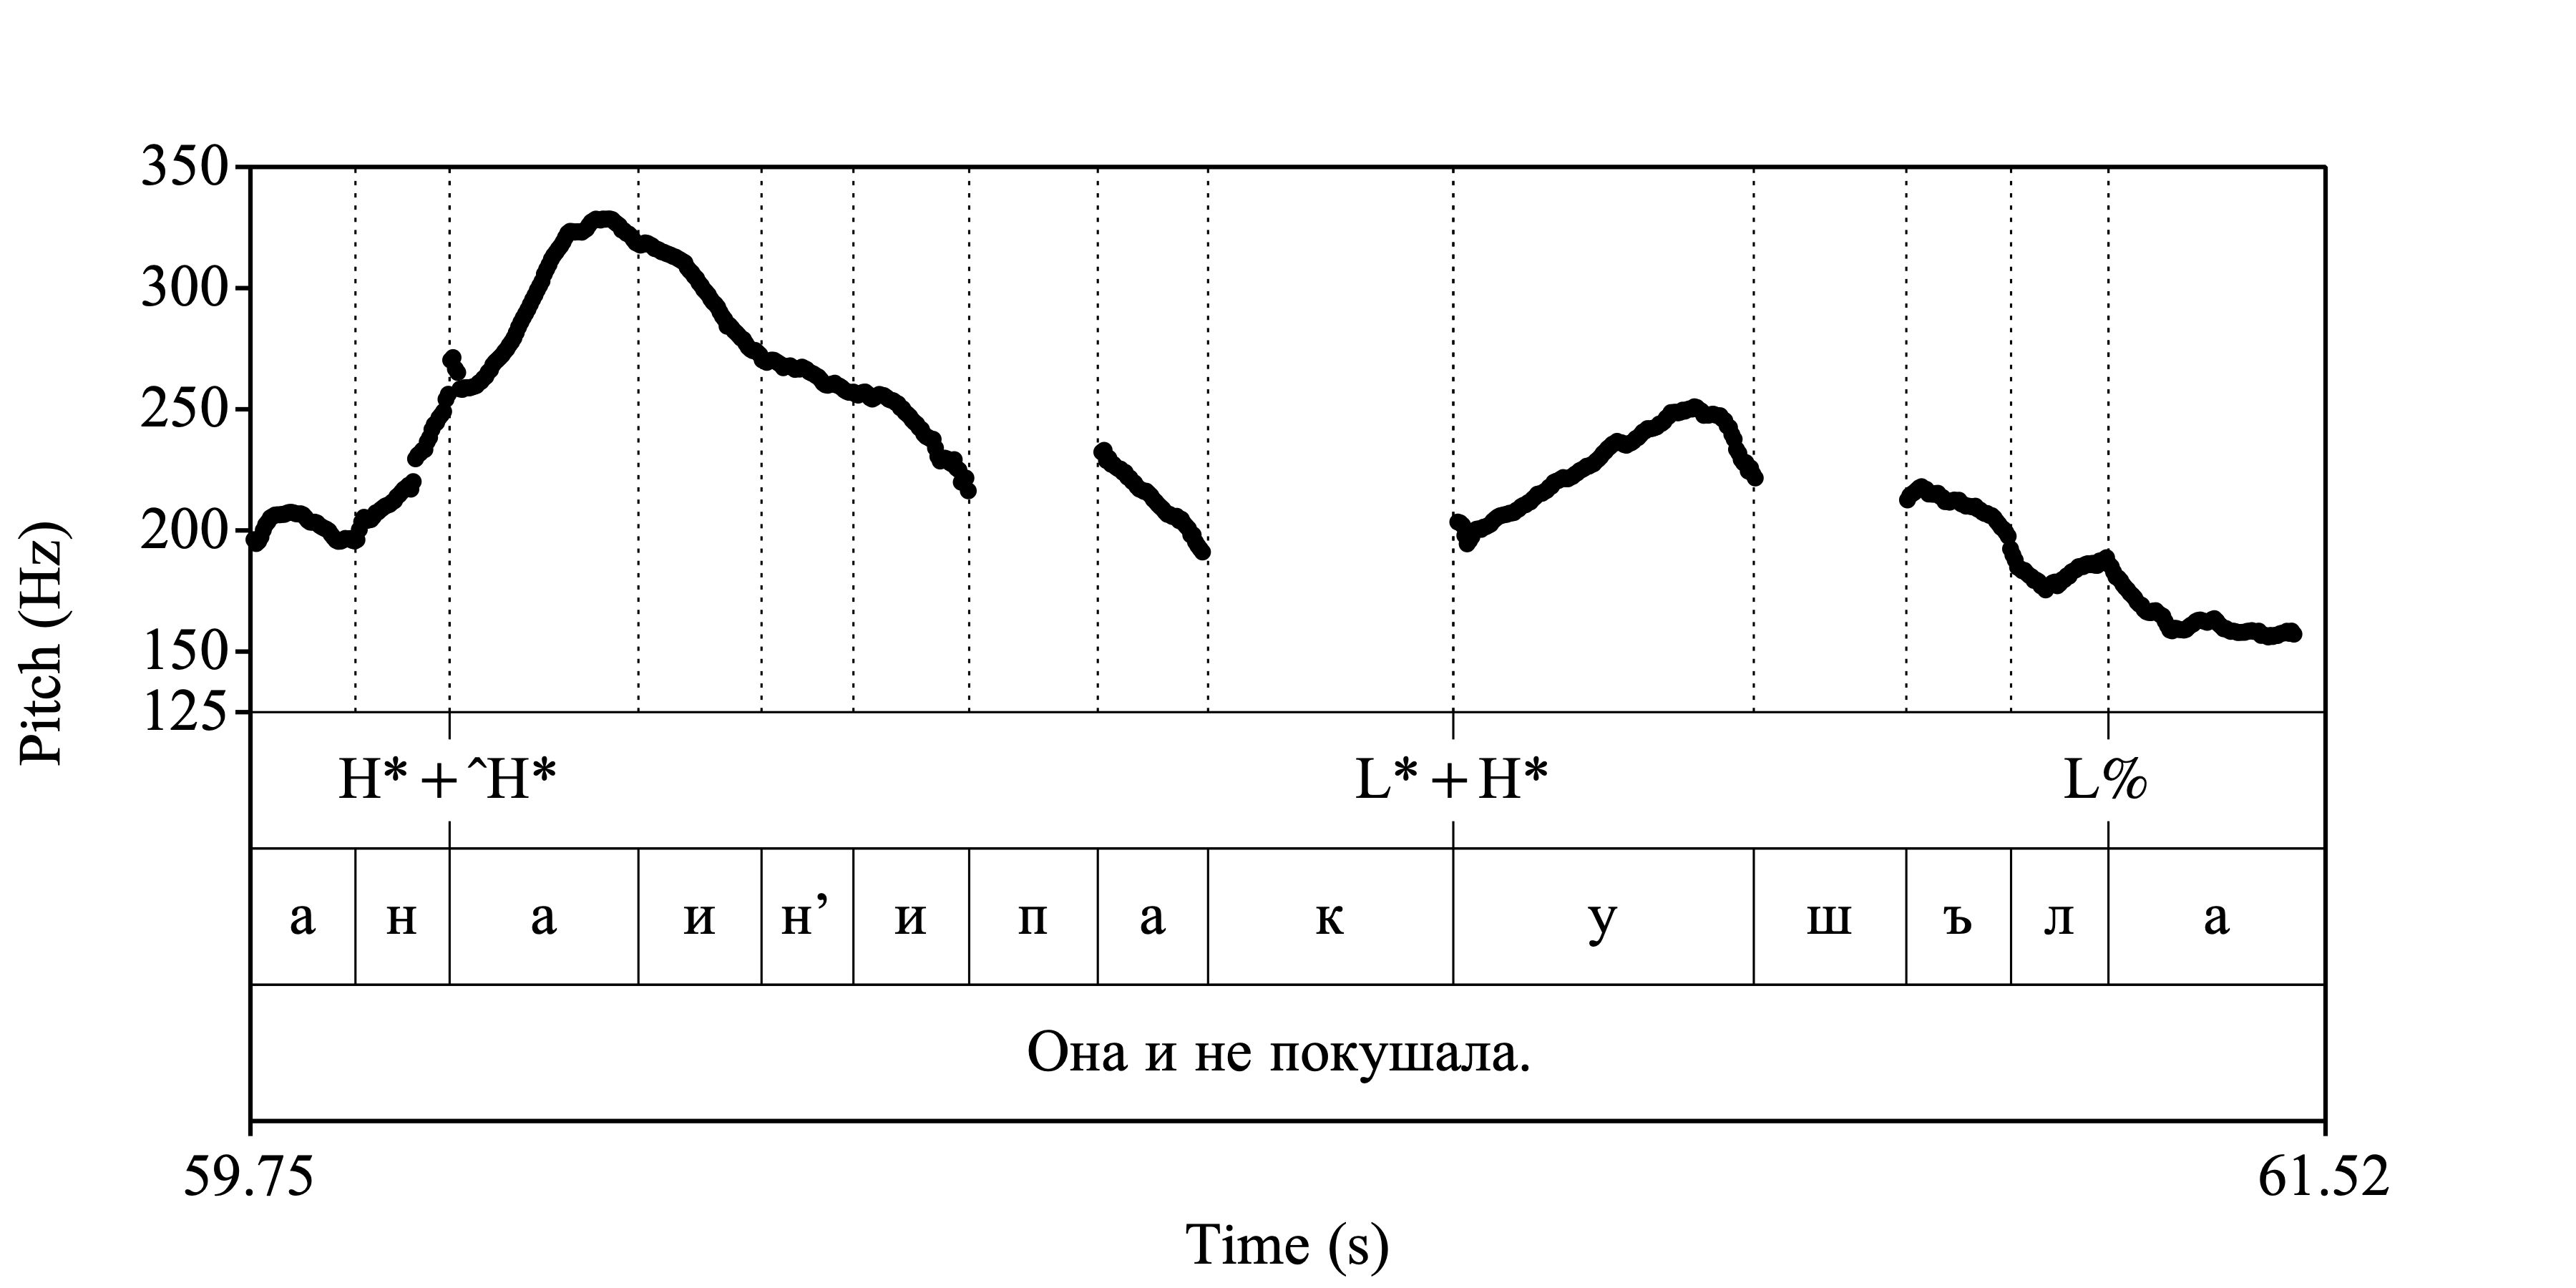 350
300
250
200
150
125
Pitch (Hz)
H* + ^H* L* + H* L%
а н а и н’ и п а к у ш ъ л а
Она и не покушала.
59.75 61.52
Time (s)